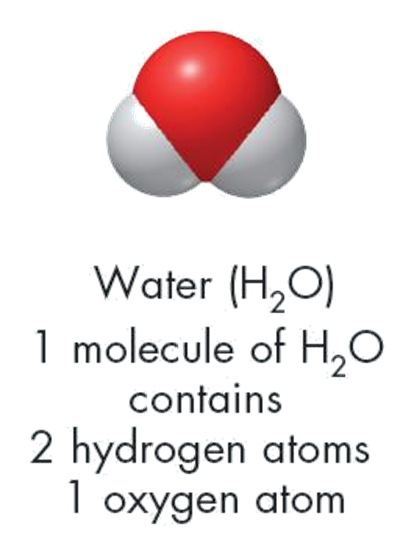 Water (H₂O)
1 molecule of H₂O
contains
2 hydrogen atoms
1 oxygen atom